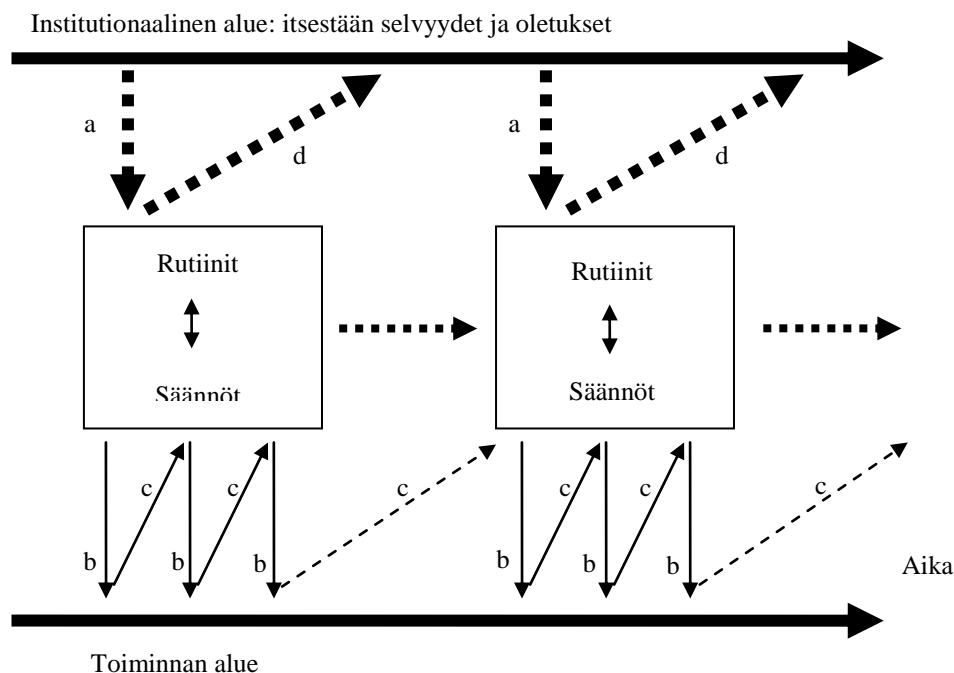 Institutionaalinen alue: itsestään selvyydet ja oletukset
a
d
a
d
Rutiinit
Säännöt
Rutiinit
Säännöt
c
c
c
c
c
c
b
b
b
b
b
b
Aika
Toiminnan alue